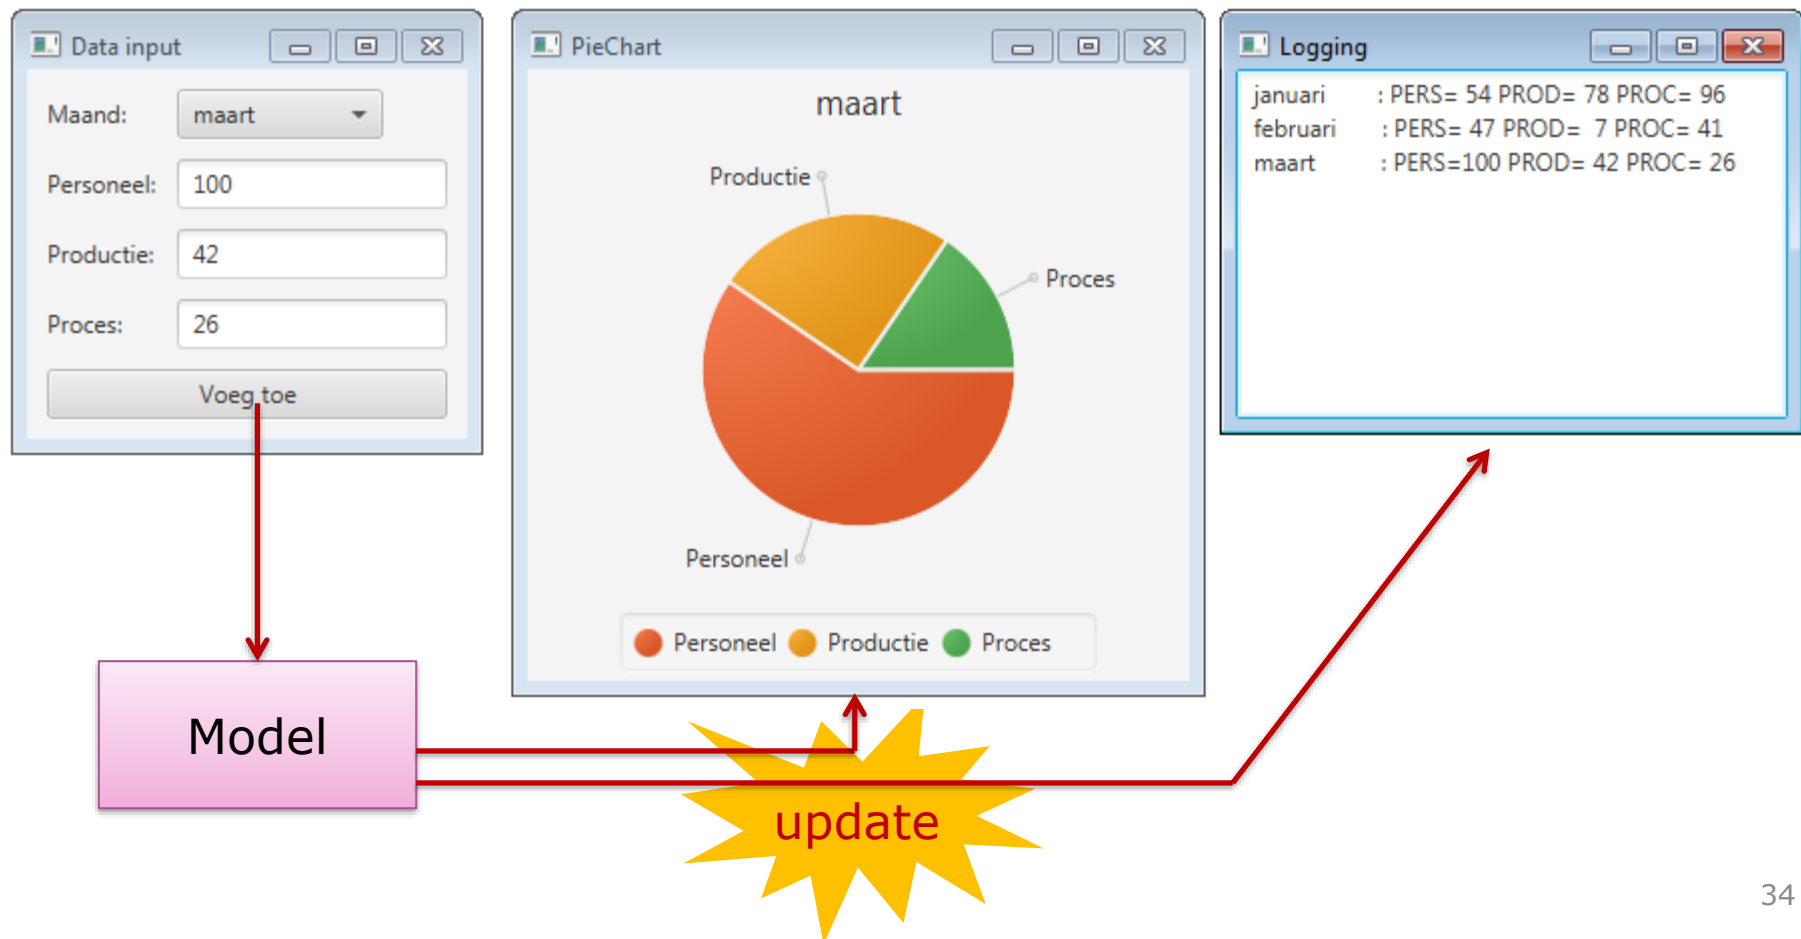 Data input
Maand: maart
Personeel: 100
Productie: 42
Proces: 26
Voeg toe
PieChart
maart
Productie
Proces
Personeel
Personeel Productie Proces
Logging
januari : PERS= 54 PROD= 78 PROC= 96
februari : PERS= 47 PROD= 7 PROC= 41
maart : PERS=100 PROD= 42 PROC= 26
Model
update
34